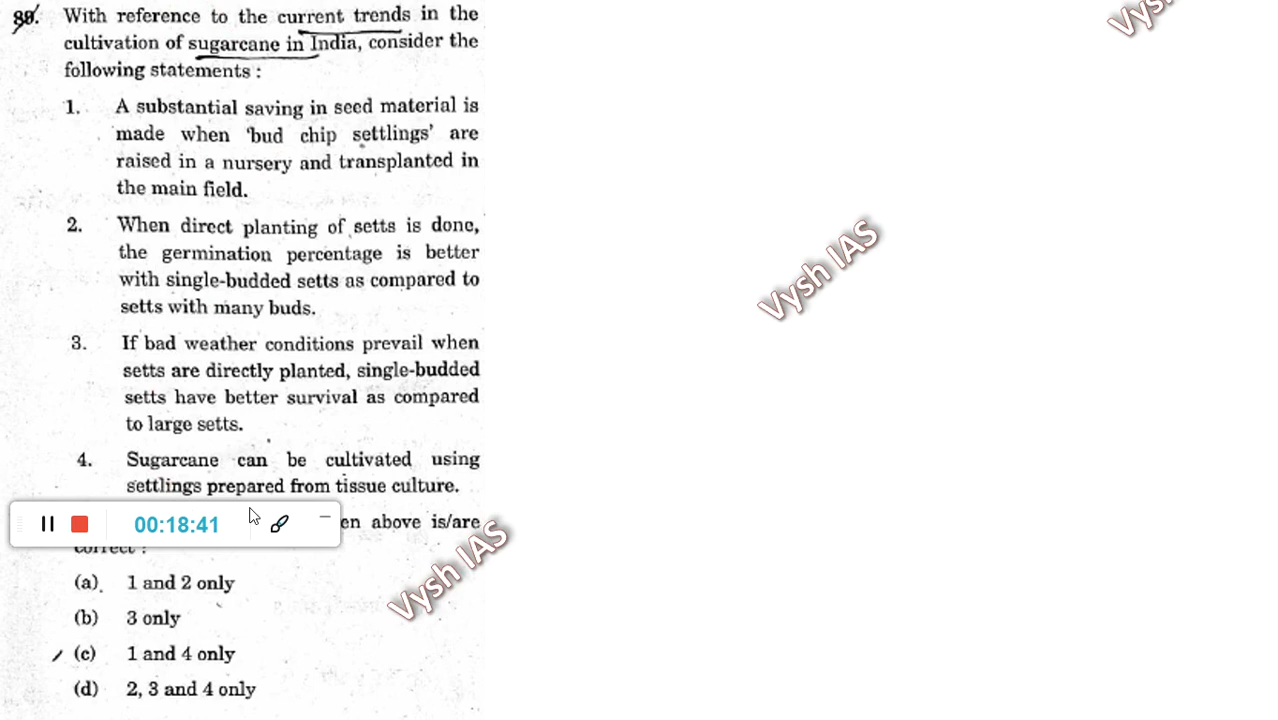 88. With reference to the current trends in the
cultivation of sugarcane in India, consider the
following statements :
1. A substantial saving in seed material is
made when 'bud chip settlings' are
raised in a nursery and transplanted in
the main field.
2. When direct planting of setts is done,
the germination percentage is better
with single-budded setts as compared to
setts with many buds.
3. If bad weather conditions prevail when
setts are directly planted, single-budded
setts have better survival as compared
to large setts.
4. Sugarcane can be cultivated using
settlings prepared from tissue culture.
00:18:41
en above is/are
correct :
(a) 1 and 2 only
(b) 3 only
(c) 1 and 4 only
(d) 2, 3 and 4 only
Vysh
Vysh IAS
Vysh IAS